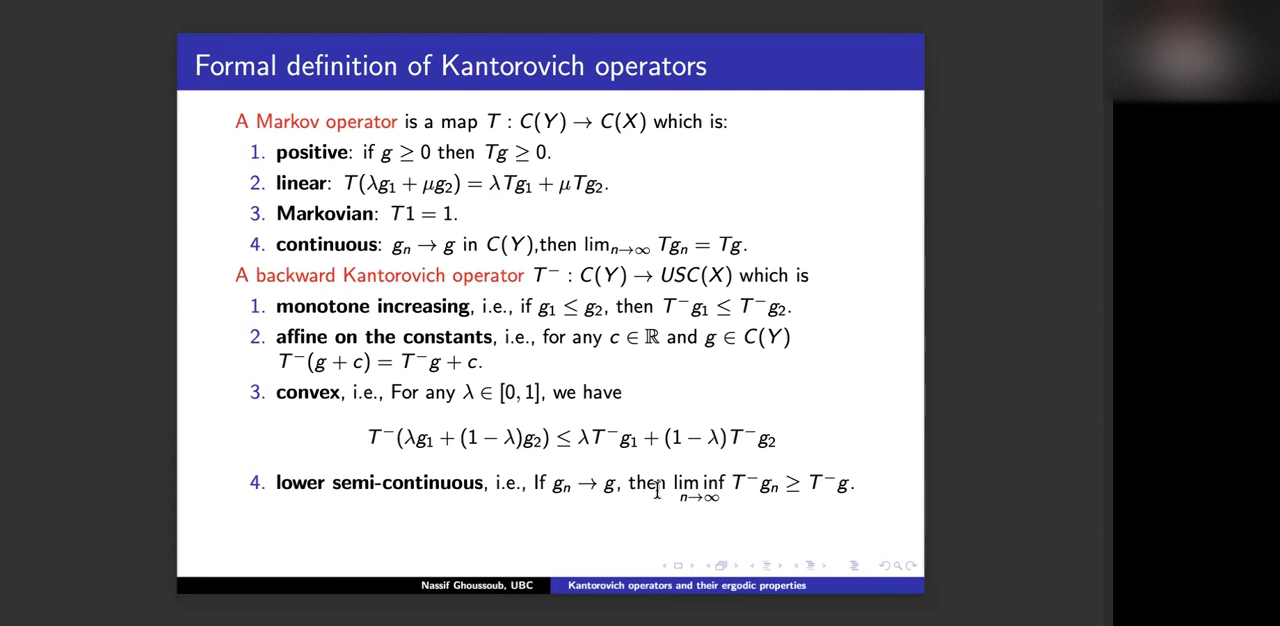 Formal definition of Kantorovich operators
A Markov operator is a map T : C(Y) → C(X) which is:
1. positive: if g ≥ 0 then Tg ≥ 0.
2. linear: T(λg₁ + μg₂) = λTg₁ + μTg₂.
3. Markovian: T1 = 1.
4. continuous: gₙ → g in C(Y),then limₙ→∞ Tgₙ = Tg.
A backward Kantorovich operator T⁻ : C(Y) → USC(X) which is
1. monotone increasing, i.e., if g₁ ≤ g₂, then T⁻g₁ ≤ T⁻g₂.
2. affine on the constants, i.e., for any c ∈ ℝ and g ∈ C(Y)
T⁻(g + c) = T⁻g + c.
3. convex, i.e., For any λ ∈ [0, 1], we have
T⁻(λg₁ + (1 − λ)g₂) ≤ λT⁻g₁ + (1 − λ)T⁻g₂
4. lower semi-continuous, i.e., If gₙ → g, then lim inf T⁻gₙ ≥ T⁻g.
n→∞
Nassif Ghoussoub, UBC
Kantorovich operators and their ergodic properties